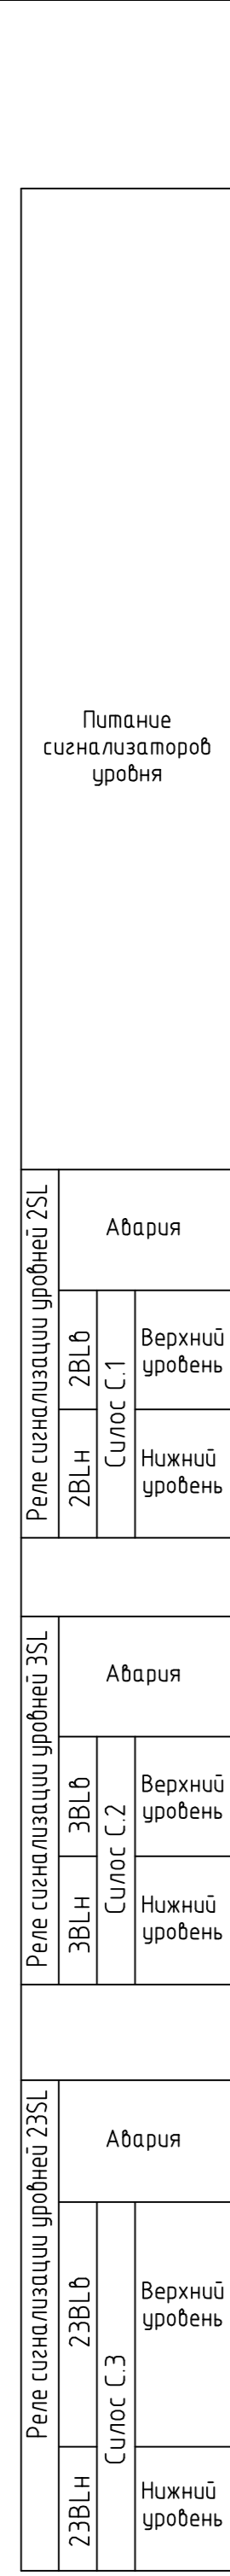 Питание
сигнализаторов
уровня
Реле сигнализации уровней 2SL
Авария
2BLв
Силос С.1
Верхний
уровень
2BLн
Нижний
уровень
Реле сигнализации уровней 3SL
Авария
3BLв
Силос С.2
Верхний
уровень
3BLн
Нижний
уровень
Реле сигнализации уровней 23SL
Авария
23BLв
Силос С.3
Верхний
уровень
23BLн
Нижний
уровень